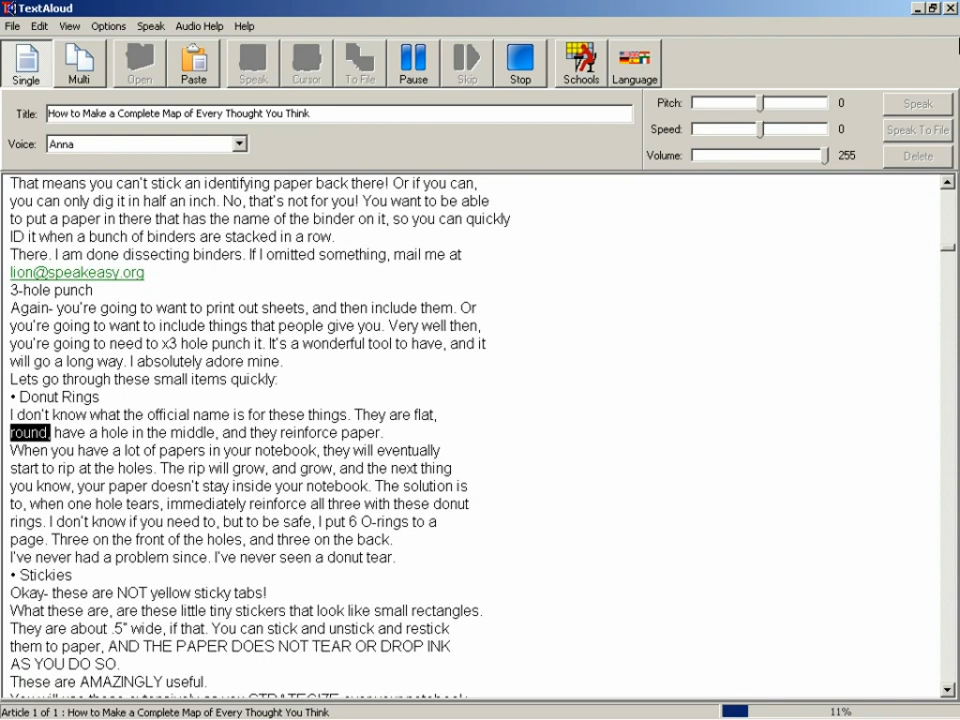 TextAloud
File Edit View Options Speak Audio Help Help
Single Multi Open Paste Speak Cursor To File Pause Skip Stop Schools Language
Title: How to Make a Complete Map of Every Thought You Think
Voice: Anna
Pitch: 0 Speak
Speed: 0 Speak To File
Volume: 255 Delete
That means you can't stick an identifying paper back there! Or if you can,
you can only dig it in half an inch. No, that's not for you! You want to be able
to put a paper in there that has the name of the binder on it, so you can quickly
ID it when a bunch of binders are stacked in a row.
There. I am done dissecting binders. If I omitted something, mail me at
lion@speakeasy.org
3-hole punch
Again- you're going to want to print out sheets, and then include them. Or
you're going to want to include things that people give you. Very well then,
you're going to need to x3 hole punch it. It's a wonderful tool to have, and it
will go a long way. I absolutely adore mine.
Lets go through these small items quickly:
• Donut Rings
I don't know what the official name is for these things. They are flat,
round, have a hole in the middle, and they reinforce paper.
When you have a lot of papers in your notebook, they will eventually
start to rip at the holes. The rip will grow, and grow, and the next thing
you know, your paper doesn't stay inside your notebook. The solution is
to, when one hole tears, immediately reinforce all three with these donut
rings. I don't know if you need to, but to be safe, I put 6 O-rings to a
page. Three on the front of the holes, and three on the back.
I've never had a problem since. I've never seen a donut tear.
• Stickies
Okay- these are NOT yellow sticky tabs!
What these are, are these little tiny stickers that look like small rectangles.
They are about .5" wide, if that. You can stick and unstick and restick
them to paper, AND THE PAPER DOES NOT TEAR OR DROP INK
AS YOU DO SO.
These are AMAZINGLY useful.
You will use these extensively as you STRATEGIZE over your notebook
Article 1 of 1 : How to Make a Complete Map of Every Thought You Think 11%